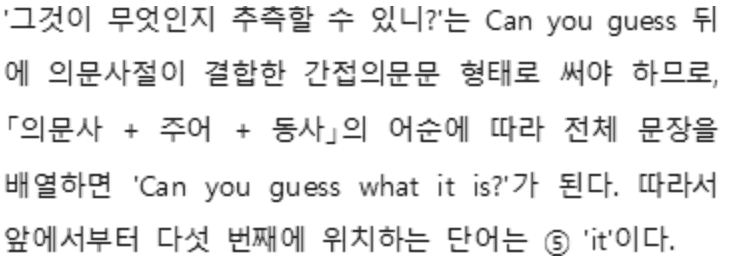 '그것이 무엇인지 추측할 수 있니?'는 Can you guess 뒤
에 의문사절이 결합한 간접의문문 형태로 써야 하므로,
「의문사 + 주어 + 동사」의 어순에 따라 전체 문장을
배열하면 'Can you guess what it is?'가 된다. 따라서
앞에서부터 다섯 번째에 위치하는 단어는 ⑤ 'it'이다.